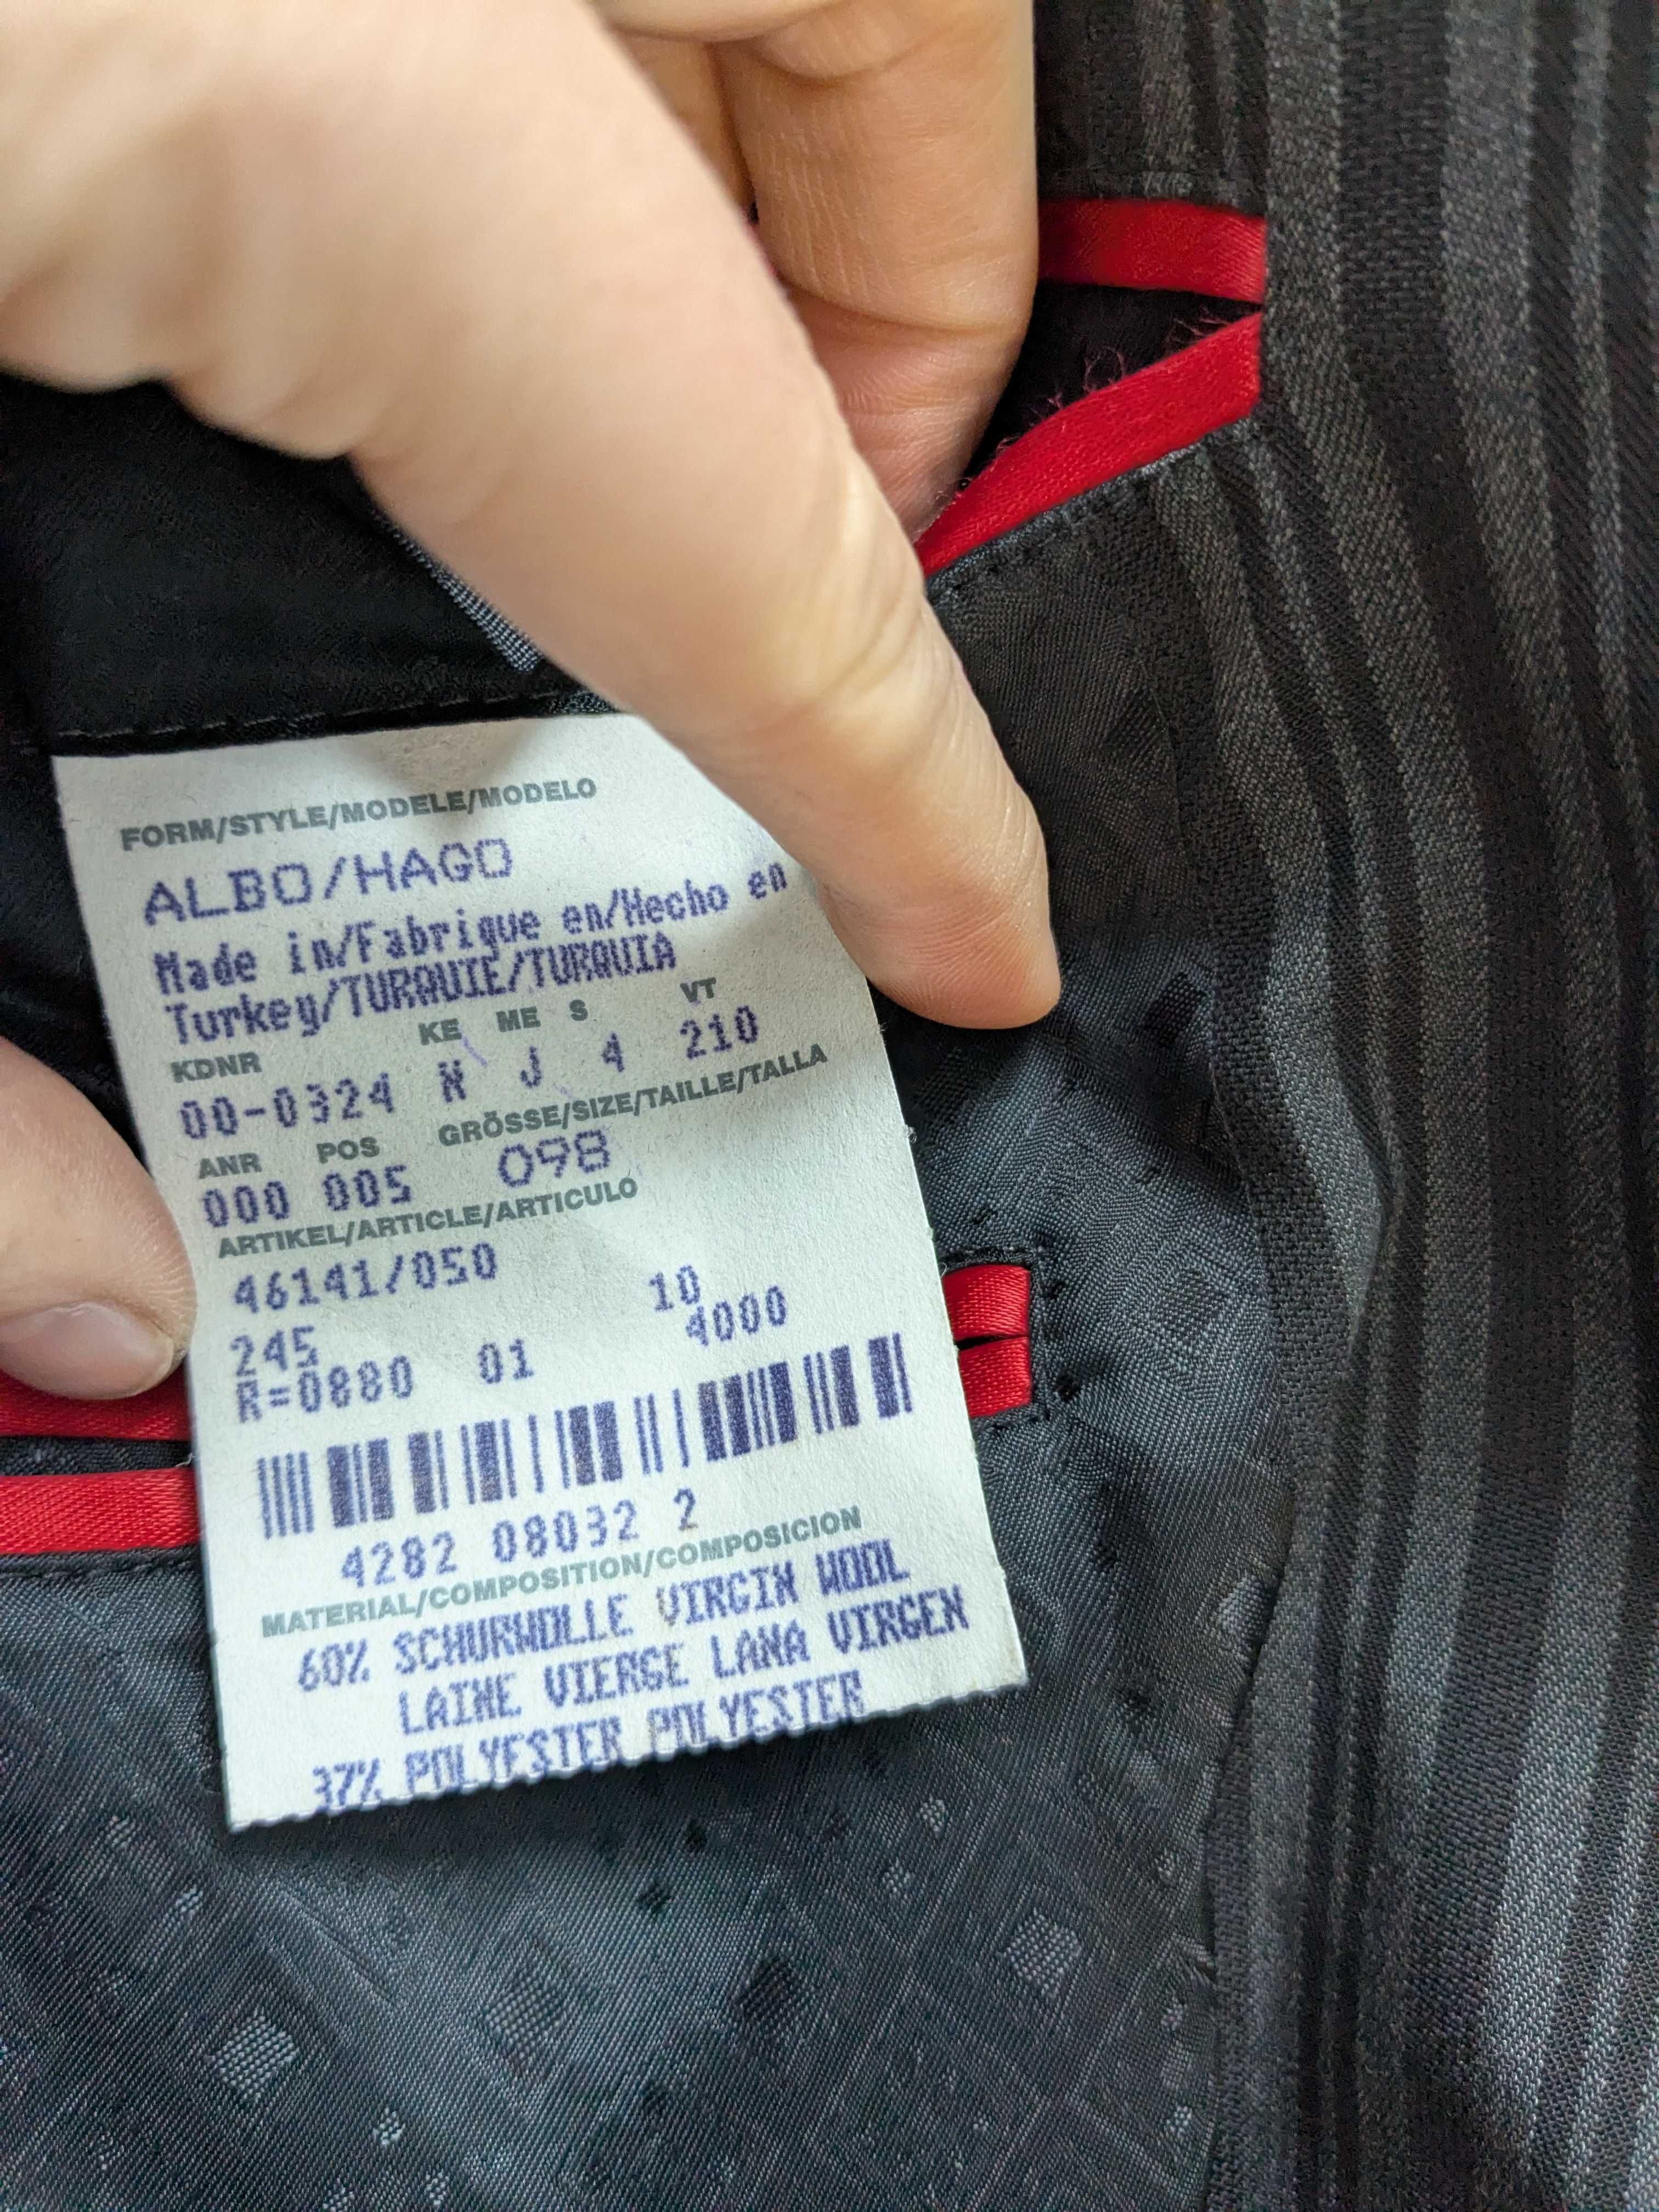 FORM/STYLE/MODELE/MODELO
ALBO/HAGO
Made in/Fabrique en/Hecho en
Turkey/TURQUIE/TURQUIA
KDNR KE ME S VT
00-0324 N J 4 210
ANR POS GRÖSSE/SIZE/TAILLE/TALLA
000 005 098
ARTIKEL/ARTICLE/ARTICULO
46141/050
245 10
R=0880 01 4000
4282 08032 2
MATERIAL/COMPOSITION/COMPOSICION
60% SCHURWOLLE VIRGIN WOOL
LAINE VIERGE LANA VIRGEN
37% POLYESTER POLYESTER